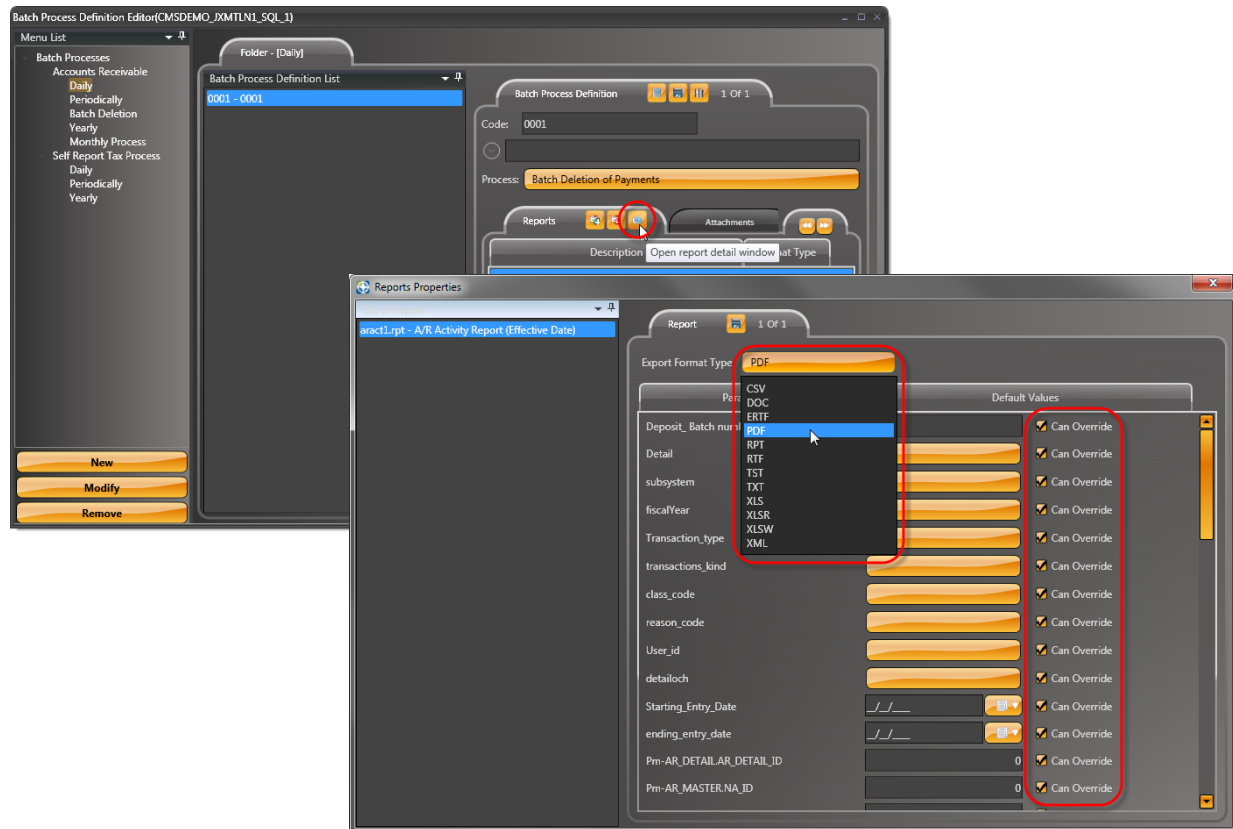 Batch Process Definition Editor(CMSDEMO_JXMTLN1_SQL_1)
Menu List
Batch Processes
Accounts Receivable
Daily
Periodically
Batch Deletion
Yearly
Monthly Process
Self Report Tax Process
Daily
Periodically
Yearly
New
Modify
Remove
Folder - [Daily]
Batch Process Definition List
0001 - 0001
Batch Process Definition 1 Of 1
Code: 0001
Process: Batch Deletion of Payments
Reports Attachments
Description Open report detail window at Type
Reports Properties
aract1.rpt - A/R Activity Report (Effective Date)
Report 1 Of 1
Export Format Type PDF
CSV
DOC
ERTF
PDF
RPT
RTF
TST
TXT
XLS
XLSR
XLSW
XML
Para Default Values
Deposit_ Batch num Can Override
Detail Can Override
subsystem Can Override
fiscalYear Can Override
Transaction_type Can Override
transactions_kind Can Override
class_code Can Override
reason_code Can Override
User_id Can Override
detailoch Can Override
Starting_Entry_Date _/_/___ Can Override
ending_entry_date _/_/___ Can Override
Pm-AR_DETAIL.AR_DETAIL_ID 0 Can Override
Pm-AR_MASTER.NA_ID 0 Can Override